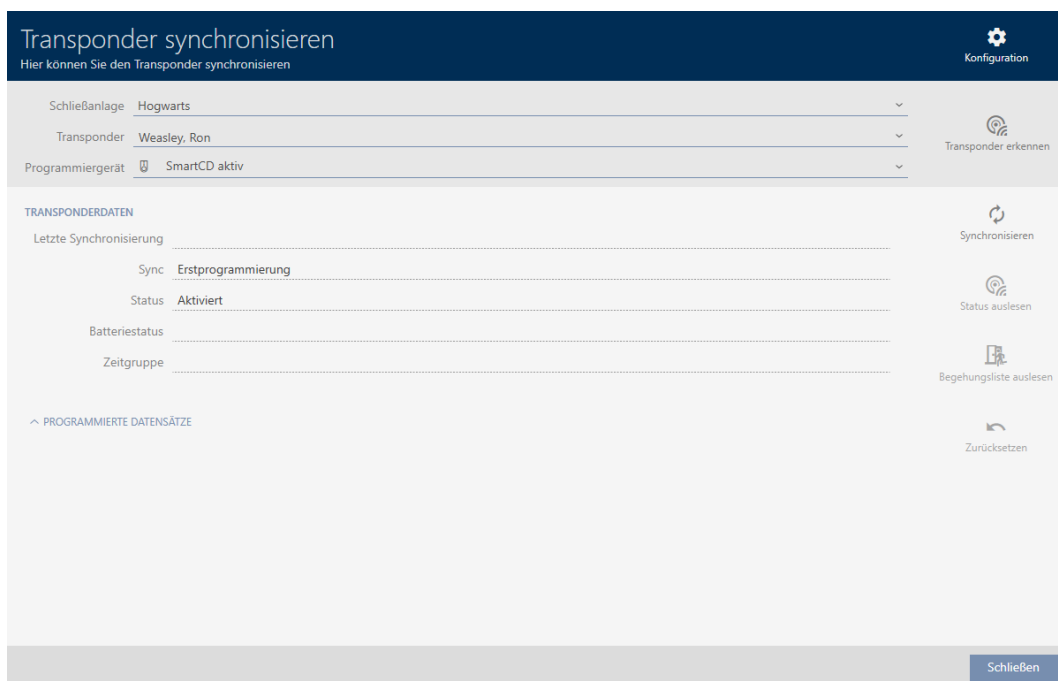 Transponder synchronisieren
Hier können Sie den Transponder synchronisieren
Konfiguration
Schließanlage Hogwarts
Transponder Weasley, Ron
Programmiergerät SmartCD aktiv
Transponder erkennen
TRANSPONDERDATEN
Letzte Synchronisierung
Sync Erstprogrammierung
Status Aktiviert
Batteriestatus
Zeitgruppe
PROGRAMMIERTE DATENSÄTZE
Synchronisieren
Status auslesen
Begehungsliste auslesen
Zurücksetzen
Schließen